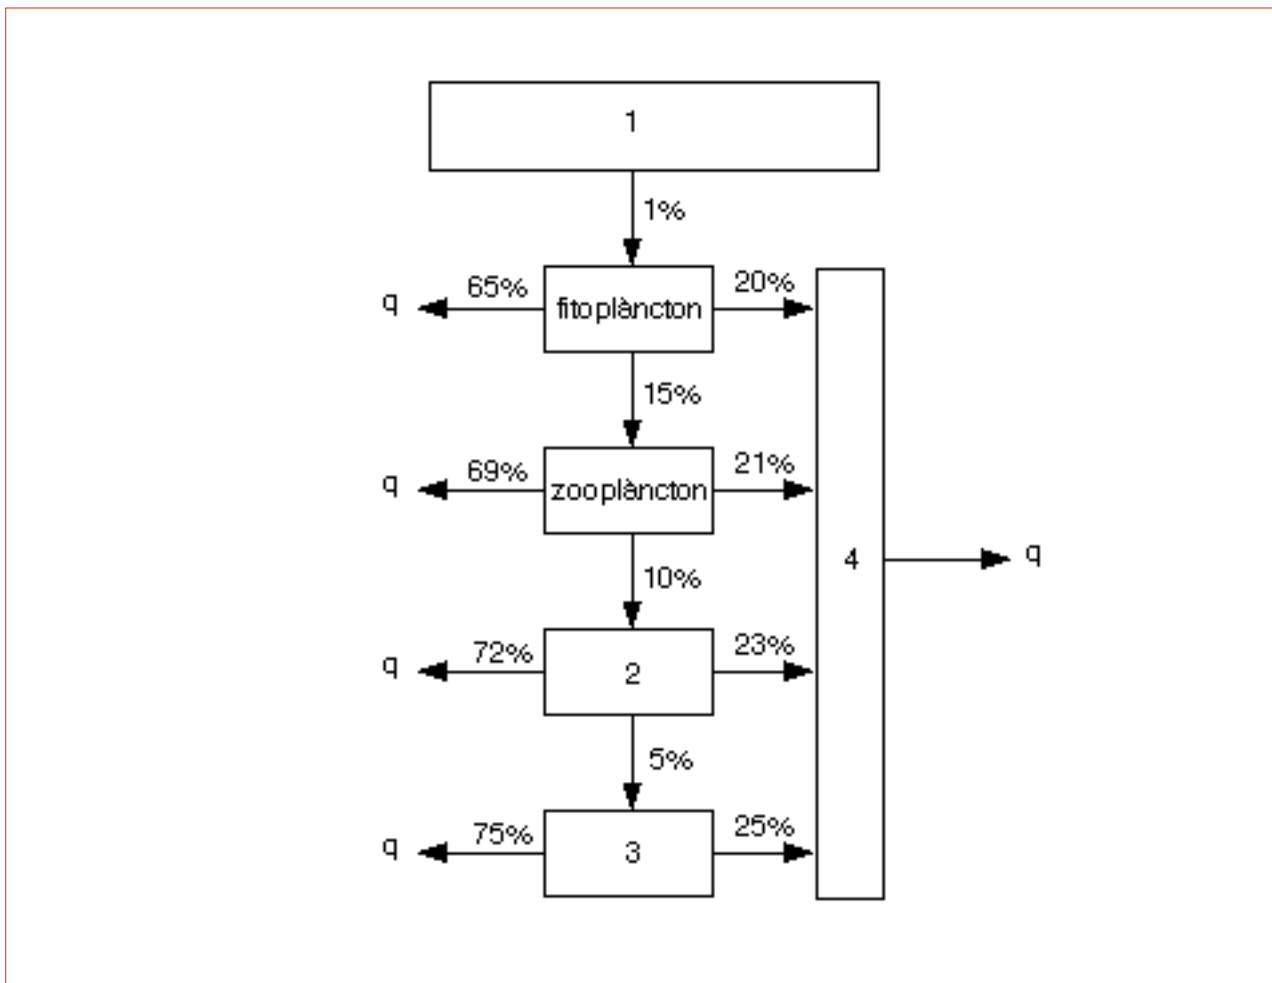 1
1%
q 65% fitoplàncton 20%
15%
q 69% zooplàncton 21%
4 q
10%
q 72% 2 23%
5%
q 75% 3 25%